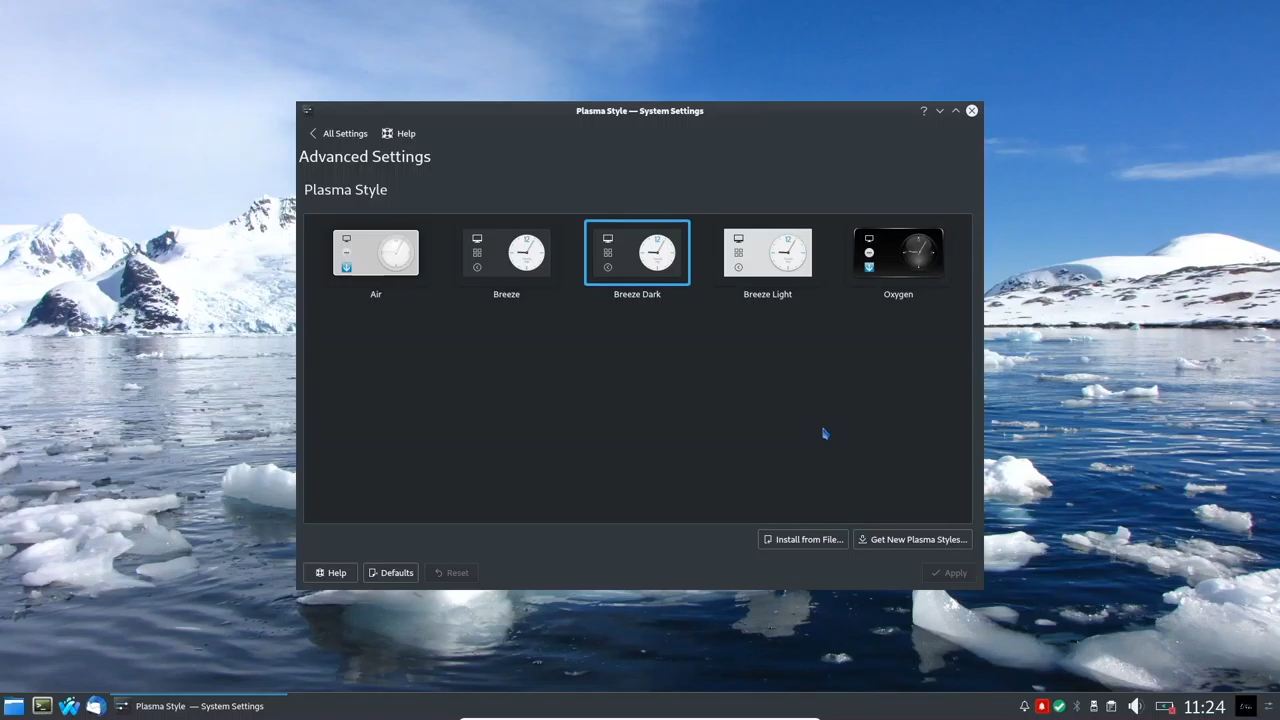 Plasma Style — System Settings
All Settings
Help
Advanced Settings
Plasma Style
Air
Breeze
Breeze Dark
Breeze Light
Oxygen
Install from File...
Get New Plasma Styles...
Help
Defaults
Reset
Apply
Plasma Style — System Settings
11:24